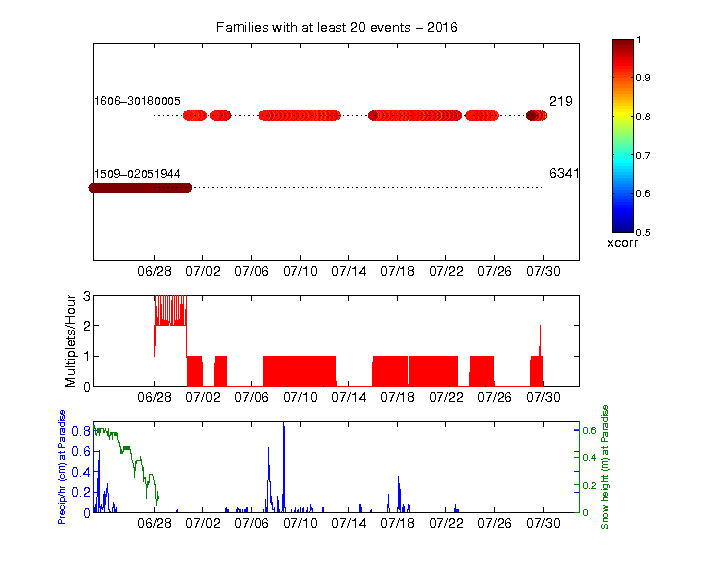 Families with at least 20 events − 2016
1606−30180005
219
1509−02051944
6341
06/28 07/02 07/06 07/10 07/14 07/18 07/22 07/26 07/30
1
0.9
0.8
0.7
0.6
0.5
xcorr
Multiplets/Hour
3
2
1
0
06/28 07/02 07/06 07/10 07/14 07/18 07/22 07/26 07/30
Precip/hr (cm) at Paradise
0.8
0.6
0.4
0.2
0
0.6
0.4
0.2
0
Snow height (m) at Paradise
06/28 07/02 07/06 07/10 07/14 07/18 07/22 07/26 07/30